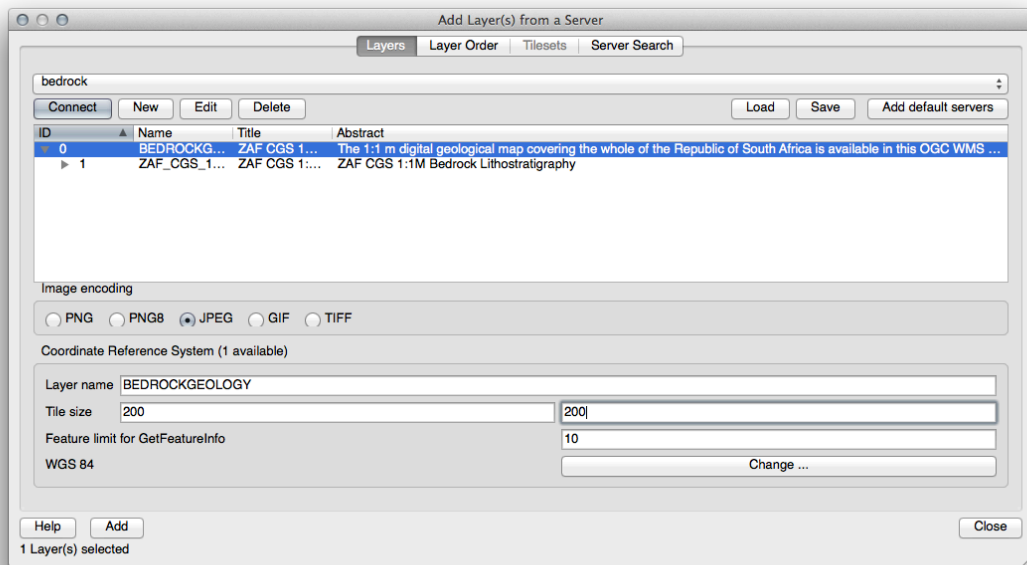 Add Layer(s) from a Server
Layers Layer Order Tilesets Server Search
bedrock
Connect New Edit Delete Load Save Add default servers
ID Name Title Abstract
0 BEDROCKG... ZAF CGS 1... The 1:1 m digital geological map covering the whole of the Republic of South Africa is available in this OGC WMS ...
1 ZAF_CGS_1... ZAF CGS 1:... ZAF CGS 1:1M Bedrock Lithostratigraphy
Image encoding
PNG PNG8 JPEG GIF TIFF
Coordinate Reference System (1 available)
Layer name BEDROCKGEOLOGY
Tile size 200 200
Feature limit for GetFeatureInfo 10
WGS 84 Change ...
Help Add Close
1 Layer(s) selected